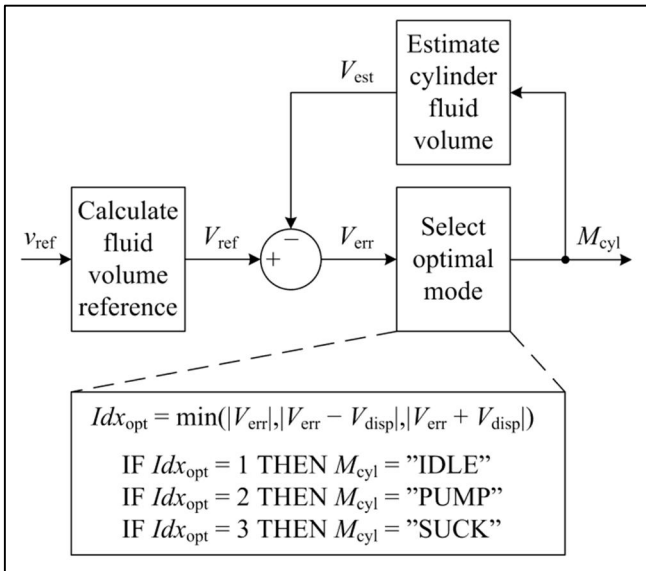 Estimate
cylinder
fluid
volume
V_est
v_ref
Calculate
fluid
volume
reference
V_ref
−
+
V_err
Select
optimal
mode
M_cyl
Idx_opt = min(|V_err|,|V_err − V_disp|,|V_err + V_disp|)
IF Idx_opt = 1 THEN M_cyl = ”IDLE”
IF Idx_opt = 2 THEN M_cyl = ”PUMP”
IF Idx_opt = 3 THEN M_cyl = ”SUCK”